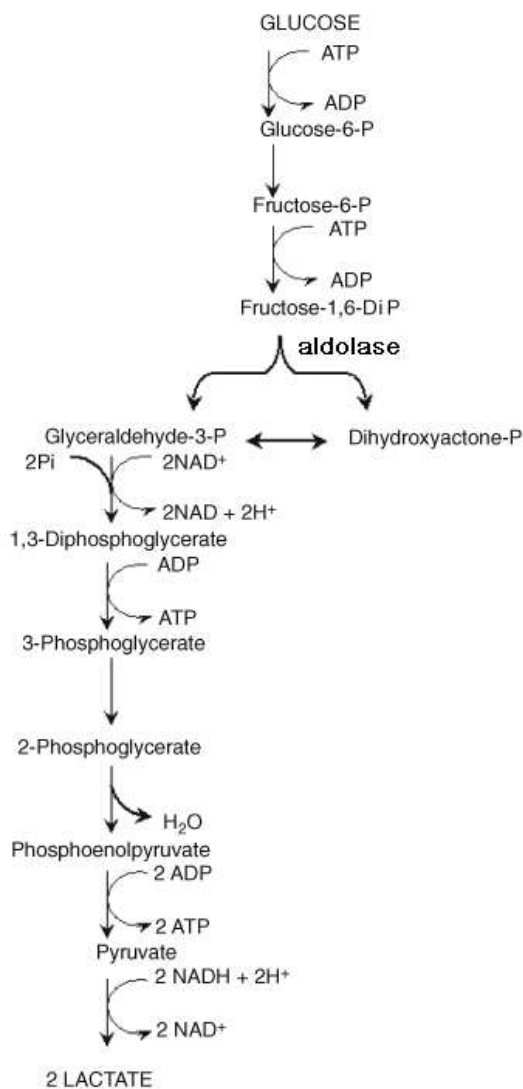 GLUCOSE
ATP
ADP
Glucose-6-P
Fructose-6-P
ATP
ADP
Fructose-1,6-Di P
aldolase
Glyceraldehyde-3-P
Dihydroxyactone-P
2Pi
2NAD⁺
2NAD + 2H⁺
1,3-Diphosphoglycerate
ADP
ATP
3-Phosphoglycerate
2-Phosphoglycerate
H₂O
Phosphoenolpyruvate
2 ADP
2 ATP
Pyruvate
2 NADH + 2H⁺
2 NAD⁺
2 LACTATE